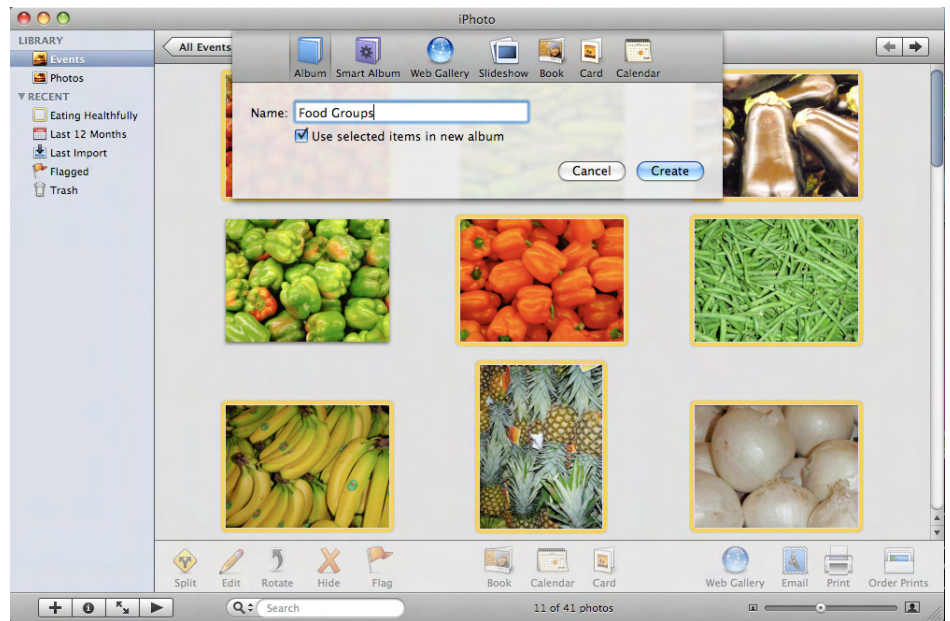 iPhoto
LIBRARY
Events
Photos
RECENT
Eating Healthfully
Last 12 Months
Last Import
Flagged
Trash
All Events
Album Smart Album Web Gallery Slideshow Book Card Calendar
Name: Food Groups
Use selected items in new album
Cancel Create
Split Edit Rotate Hide Flag Book Calendar Card Web Gallery Email Print Order Prints
Search 11 of 41 photos